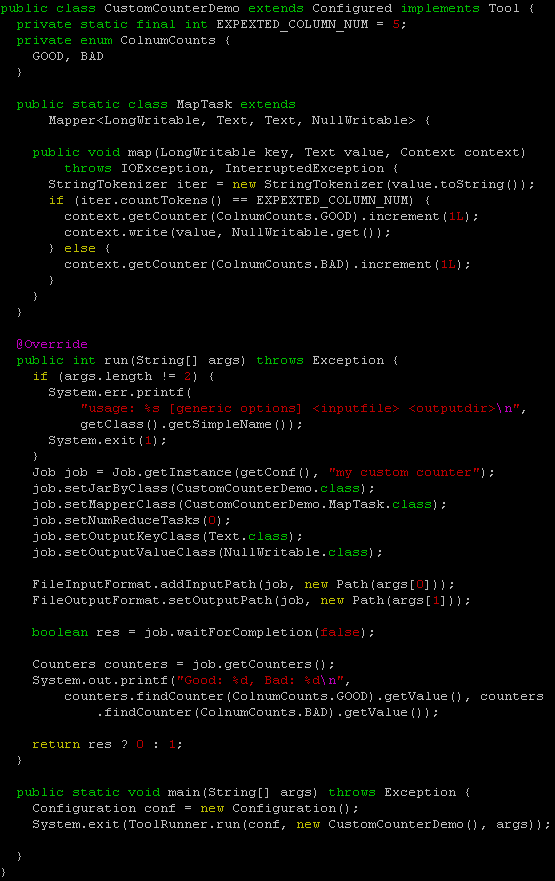 public class CustomCounterDemo extends Configured implements Tool {
  private static final int EXPEXTED_COLUMN_NUM = 5;
  private enum ColnumCounts {
    GOOD, BAD
  }

  public static class MapTask extends
      Mapper<LongWritable, Text, Text, NullWritable> {

    public void map(LongWritable key, Text value, Context context)
        throws IOException, InterruptedException {
      StringTokenizer iter = new StringTokenizer(value.toString());
      if (iter.countTokens() == EXPEXTED_COLUMN_NUM) {
        context.getCounter(ColnumCounts.GOOD).increment(1L);
        context.write(value, NullWritable.get());
      } else {
        context.getCounter(ColnumCounts.BAD).increment(1L);
      }
    }
  }

  @Override
  public int run(String[] args) throws Exception {
    if (args.length != 2) {
      System.err.printf(
          "usage: %s [generic options] <inputfile> <outputdir>\n",
          getClass().getSimpleName());
      System.exit(1);
    }
    Job job = Job.getInstance(getConf(), "my custom counter");
    job.setJarByClass(CustomCounterDemo.class);
    job.setMapperClass(CustomCounterDemo.MapTask.class);
    job.setNumReduceTasks(0);
    job.setOutputKeyClass(Text.class);
    job.setOutputValueClass(NullWritable.class);

    FileInputFormat.addInputPath(job, new Path(args[0]));
    FileOutputFormat.setOutputPath(job, new Path(args[1]));

    boolean res = job.waitForCompletion(false);

    Counters counters = job.getCounters();
    System.out.printf("Good: %d, Bad: %d\n",
        counters.findCounter(ColnumCounts.GOOD).getValue(), counters
            .findCounter(ColnumCounts.BAD).getValue());

    return res ? 0 : 1;
  }

  public static void main(String[] args) throws Exception {
    Configuration conf = new Configuration();
    System.exit(ToolRunner.run(conf, new CustomCounterDemo(), args));

  }
}